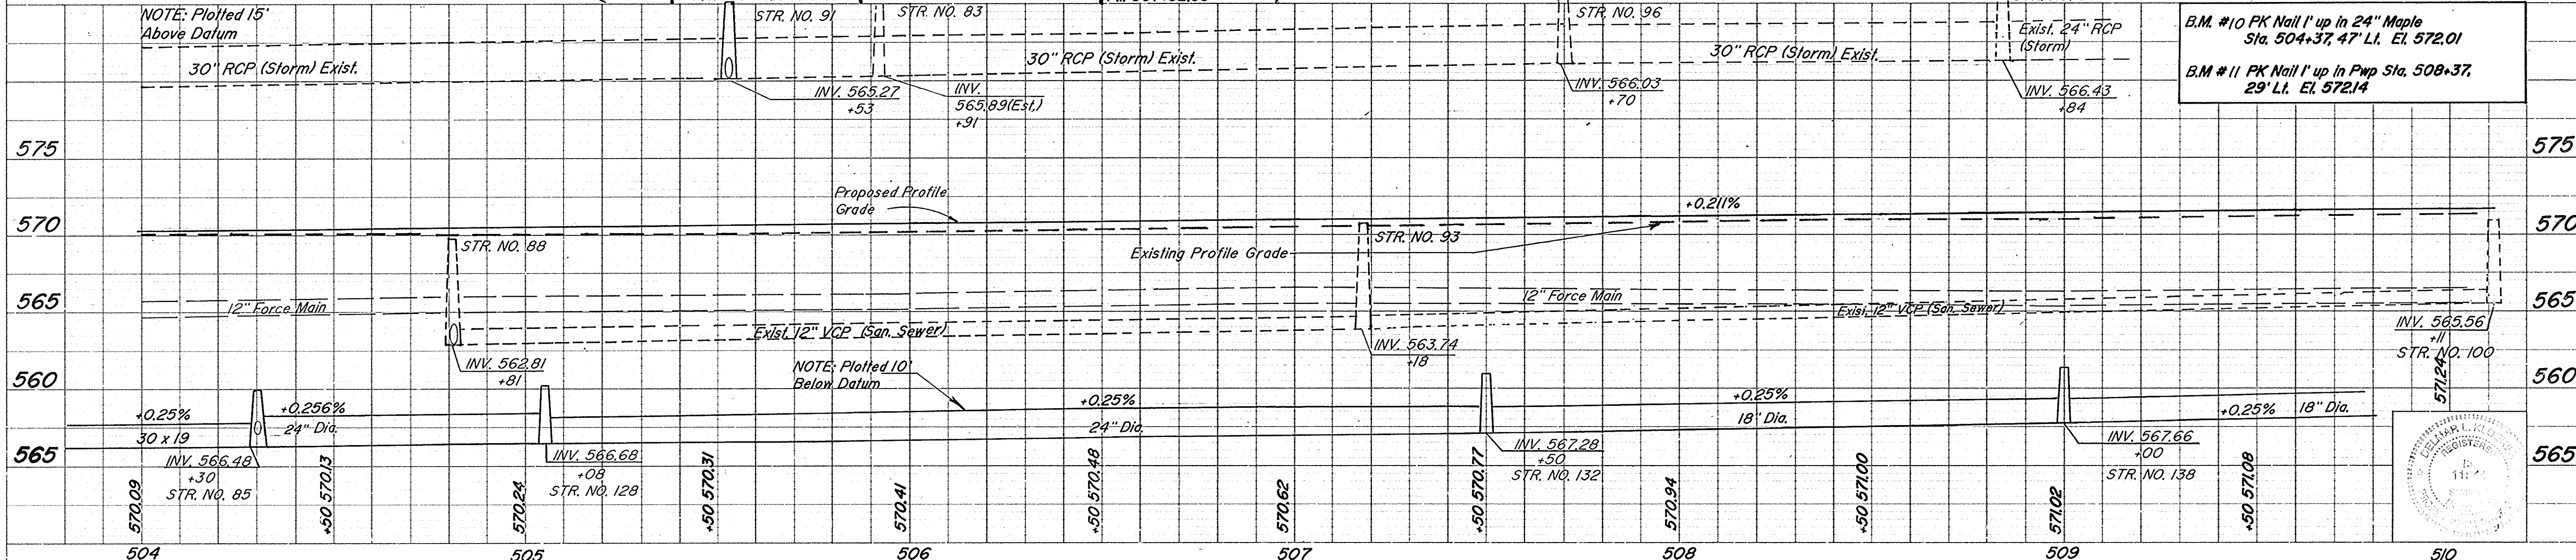 NOTE: Plotted 15'
Above Datum
30" RCP (Storm) Exist.
STR. NO. 91
STR. NO. 83
INV. 565.27
+53
INV.
565.89(Est.)
+91
30" RCP (Storm) Exist.
STR. NO. 96
INV. 566.03
+70
30" RCP (Storm) Exist.
Exist. 24" RCP
(Storm)
INV. 566.43
+84
B.M. #10 PK Nail 1' up in 24" Maple
Sta. 504+37, 47' Lt. El. 572.01
B.M #11 PK Nail 1' up in Pwp Sta. 508+37,
29' Lt. El. 572.14
575
575
Proposed Profile
Grade
+0.211%
570
570
STR. NO. 88
STR. NO. 93
Existing Profile Grade
565
565
12" Force Main
12" Force Main
Exist. 12" VCP (San. Sewer)
Exist. 12" VCP (San. Sewer)
INV. 562.81
+81
INV. 563.74
+18
INV. 565.56
+11
STR. NO. 100
NOTE: Plotted 10'
Below Datum
560
560
+0.25%
30 x 19
+0.256%
24" Dia.
+0.25%
24" Dia.
+0.25%
18" Dia.
+0.25% 18" Dia.
565
565
INV. 566.48
+30
STR. NO. 85
INV. 566.68
+08
STR. NO. 128
INV. 567.28
+50
STR. NO. 132
INV. 567.66
+00
STR. NO. 138
570.09
+50 570.13
570.24
+50 570.31
570.41
+50 570.48
570.62
+50 570.77
570.94
+50 571.00
571.02
+50 571.08
571.24
REGISTERED
504
505
506
507
508
509
510